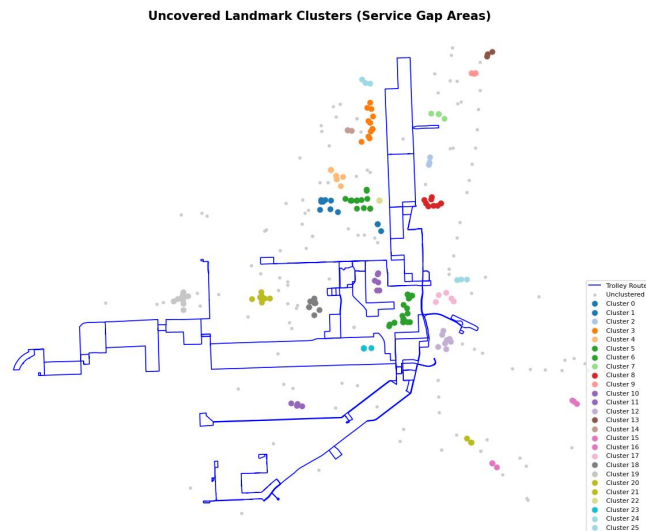 Uncovered Landmark Clusters (Service Gap Areas)
Trolley Route
Unclustered
Cluster 0
Cluster 1
Cluster 2
Cluster 3
Cluster 4
Cluster 5
Cluster 6
Cluster 7
Cluster 8
Cluster 9
Cluster 10
Cluster 11
Cluster 12
Cluster 13
Cluster 14
Cluster 15
Cluster 16
Cluster 17
Cluster 18
Cluster 19
Cluster 20
Cluster 21
Cluster 22
Cluster 23
Cluster 24
Cluster 25